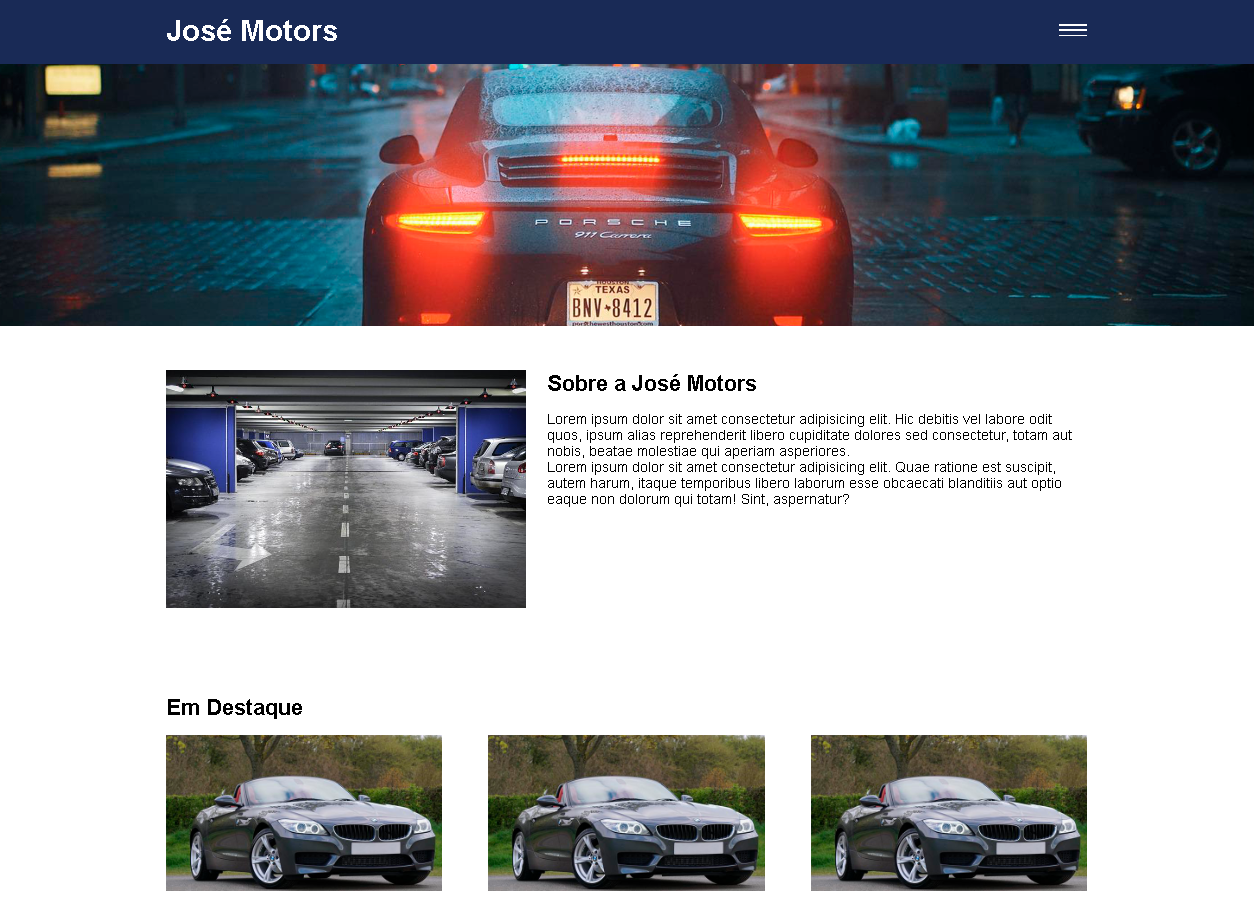 José Motors
PORSCHE
911 Carrera
TEXAS
BNV 8412
Sobre a José Motors
Lorem ipsum dolor sit amet consectetur adipisicing elit. Hic debitis vel labore odit
quos, ipsum alias reprehenderit libero cupiditate dolores sed consectetur, totam aut
nobis, beatae molestiae qui aperiam asperiores.
Lorem ipsum dolor sit amet consectetur adipisicing elit. Quae ratione est suscipit,
autem harum, itaque temporibus libero laborum esse obcaecati blanditiis aut optio
eaque non dolorum qui totam! Sint, aspernatur?
Em Destaque